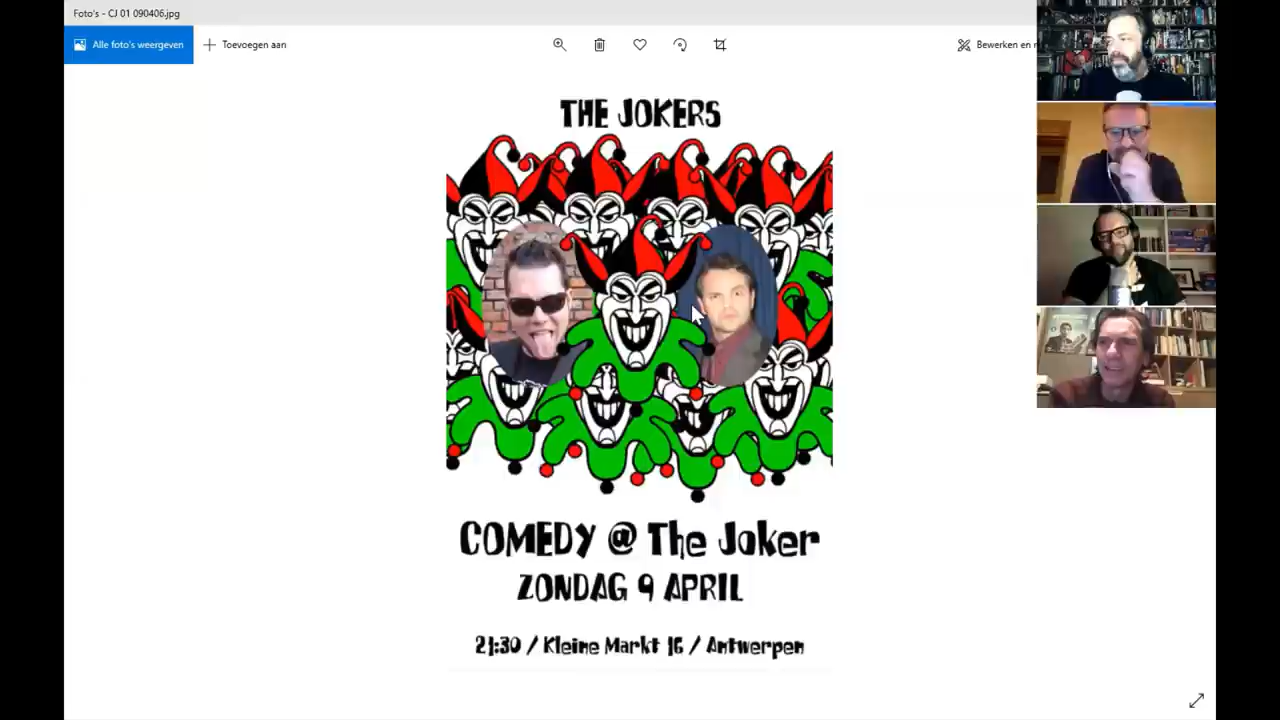 Foto's - CJ 01 090406.jpg
Alle foto's weergeven
Toevoegen aan
Bewerken en
THE JOKERS
COMEDY @ The Joker
ZONDAG 9 APRIL
21:30 / Kleine Markt 16 / Antwerpen